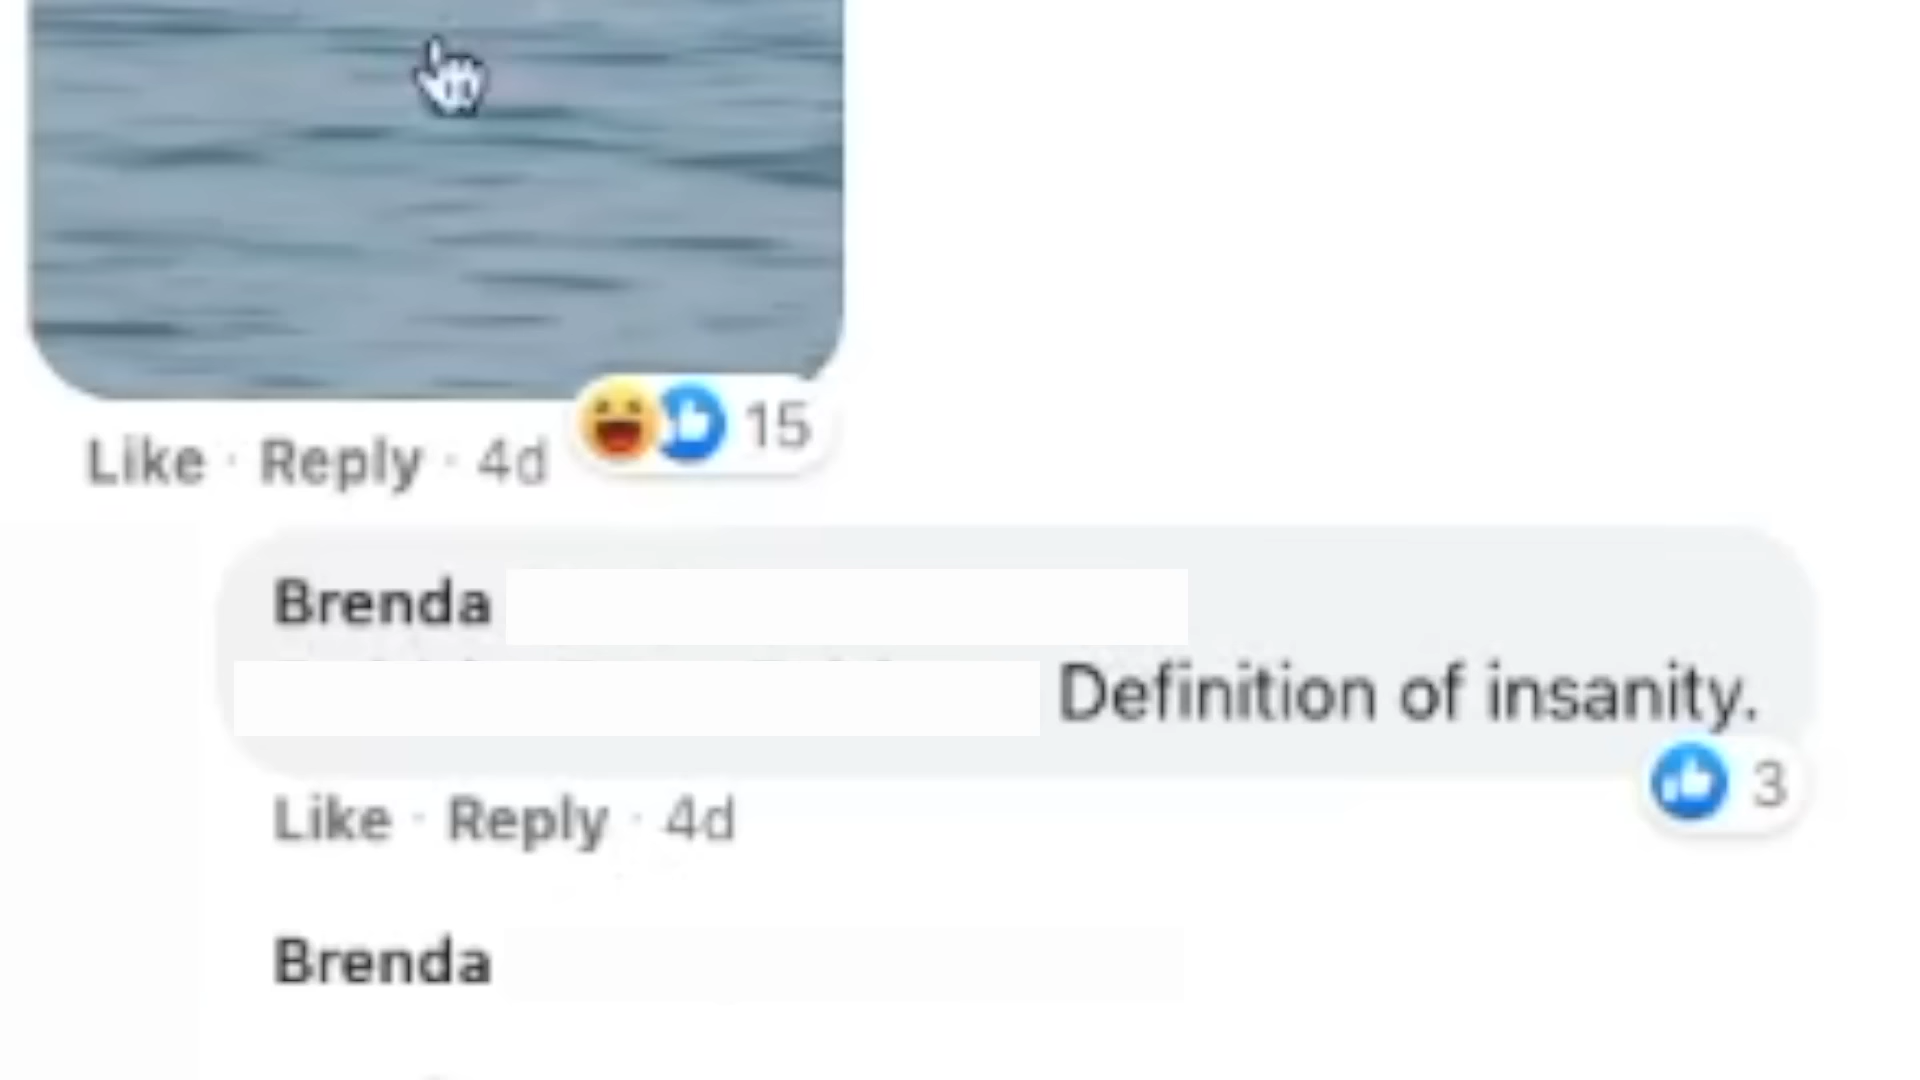 15
Like · Reply · 4d
Brenda
Definition of insanity.
3
Like · Reply · 4d
Brenda